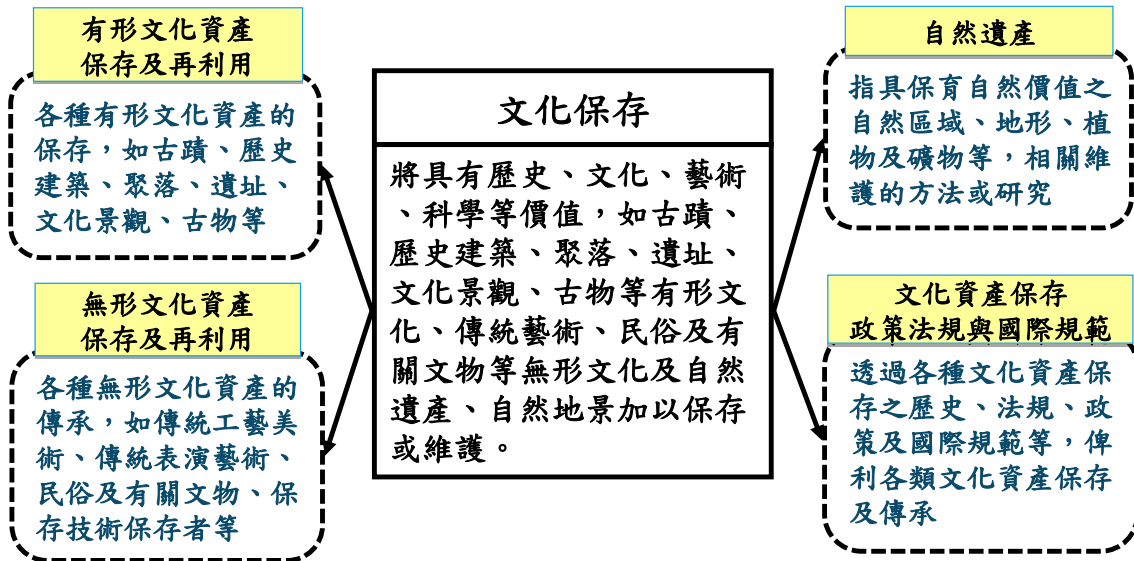 有形文化資產
保存及再利用
各種有形文化資產的
保存，如古蹟、歷史
建築、聚落、遺址、
文化景觀、古物等
無形文化資產
保存及再利用
各種無形文化資產的
傳承，如傳統工藝美
術、傳統表演藝術、
民俗及有關文物、保
存技術保存者等
文化保存
將具有歷史、文化、藝術
、科學等價值，如古蹟、
歷史建築、聚落、遺址、
文化景觀、古物等有形文
化、傳統藝術、民俗及有
關文物等無形文化及自然
遺產、自然地景加以保存
或維護。
自然遺產
指具保育自然價值之
自然區域、地形、植
物及礦物等，相關維
護的方法或研究
文化資產保存
政策法規與國際規範
透過各種文化資產保
存之歷史、法規、政
策及國際規範等，俾
利各類文化資產保存
及傳承